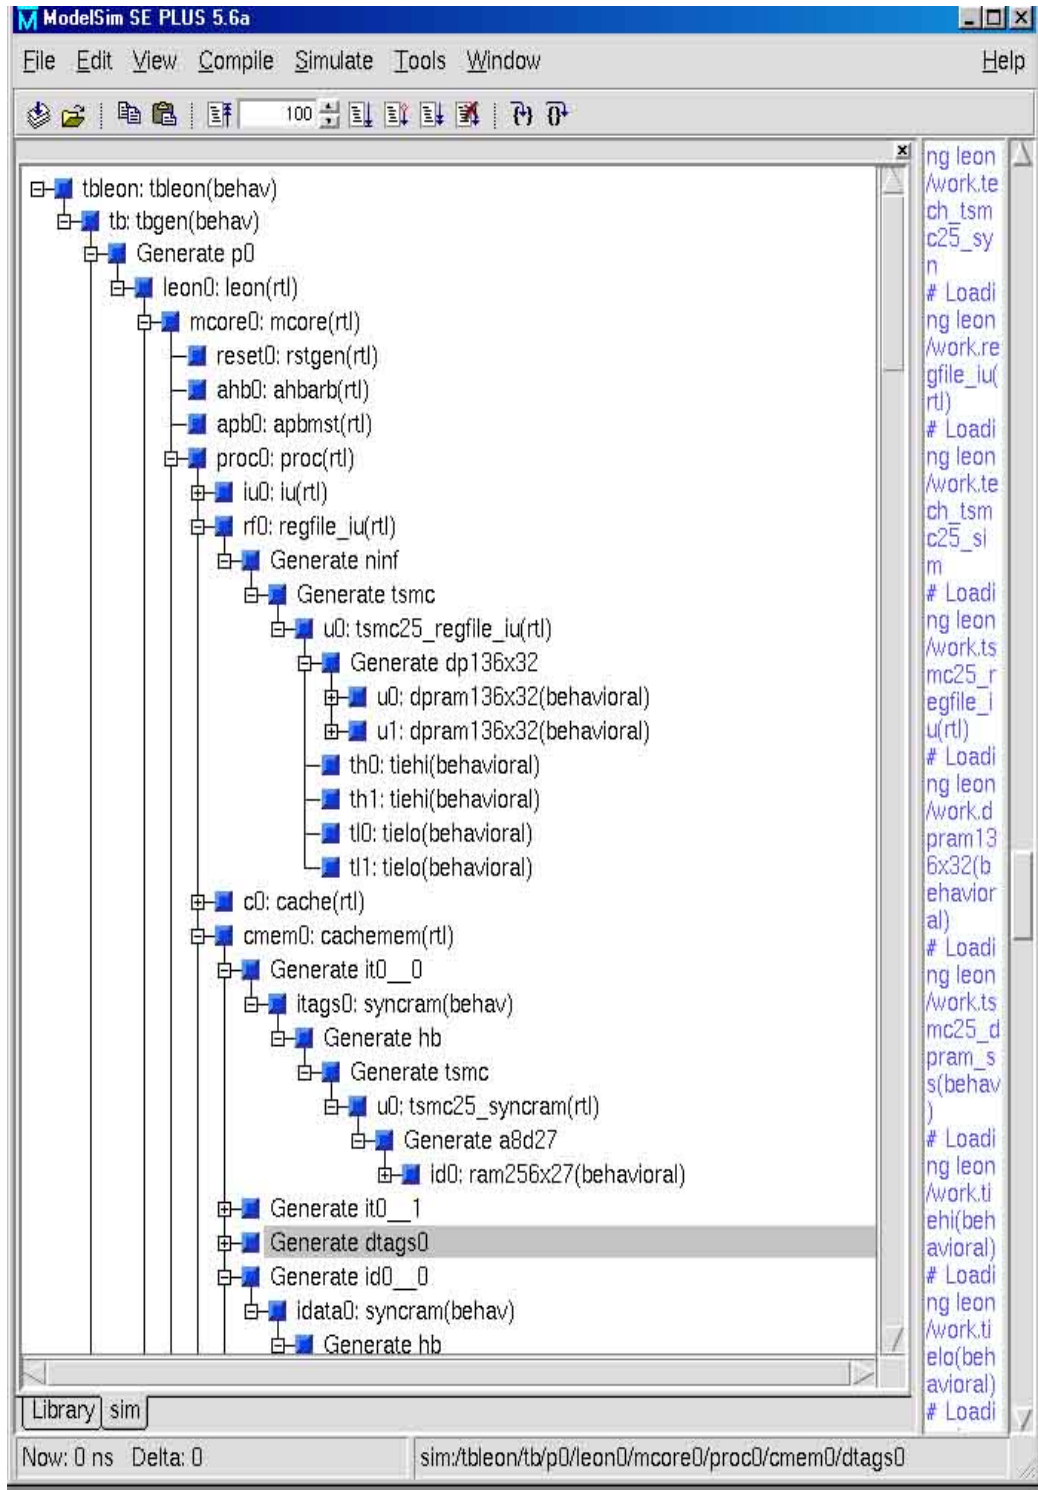 ModelSim SE PLUS 5.6a
File Edit View Compile Simulate Tools Window Help
100
tbleon: tbleon(behav)
tb: tbgen(behav)
Generate p0
leon0: leon(rtl)
mcore0: mcore(rtl)
reset0: rstgen(rtl)
ahb0: ahbarb(rtl)
apb0: apbmst(rtl)
proc0: proc(rtl)
iu0: iu(rtl)
rf0: regfile_iu(rtl)
Generate ninf
Generate tsmc
u0: tsmc25_regfile_iu(rtl)
Generate dp136x32
u0: dpram136x32(behavioral)
u1: dpram136x32(behavioral)
th0: tiehi(behavioral)
th1: tiehi(behavioral)
tl0: tielo(behavioral)
tl1: tielo(behavioral)
c0: cache(rtl)
cmem0: cachemem(rtl)
Generate it0__0
itags0: syncram(behav)
Generate hb
Generate tsmc
u0: tsmc25_syncram(rtl)
Generate a8d27
id0: ram256x27(behavioral)
Generate it0__1
Generate dtags0
Generate id0__0
idata0: syncram(behav)
Generate hb
ng leon
/work.te
ch_tsm
c25_sy
n
# Loadi
ng leon
/work.re
gfile_iu(
rtl)
# Loadi
ng leon
/work.te
ch_tsm
c25_si
m
# Loadi
ng leon
/work.ts
mc25_r
egfile_i
u(rtl)
# Loadi
ng leon
/work.d
pram13
6x32(b
ehavior
al)
# Loadi
ng leon
/work.ts
mc25_d
pram_s
s(behav
)
# Loadi
ng leon
/work.ti
ehi(beh
avioral)
# Loadi
ng leon
/work.ti
elo(beh
avioral)
# Loadi
Library sim
Now: 0 ns Delta: 0
sim:/tbleon/tb/p0/leon0/mcore0/proc0/cmem0/dtags0